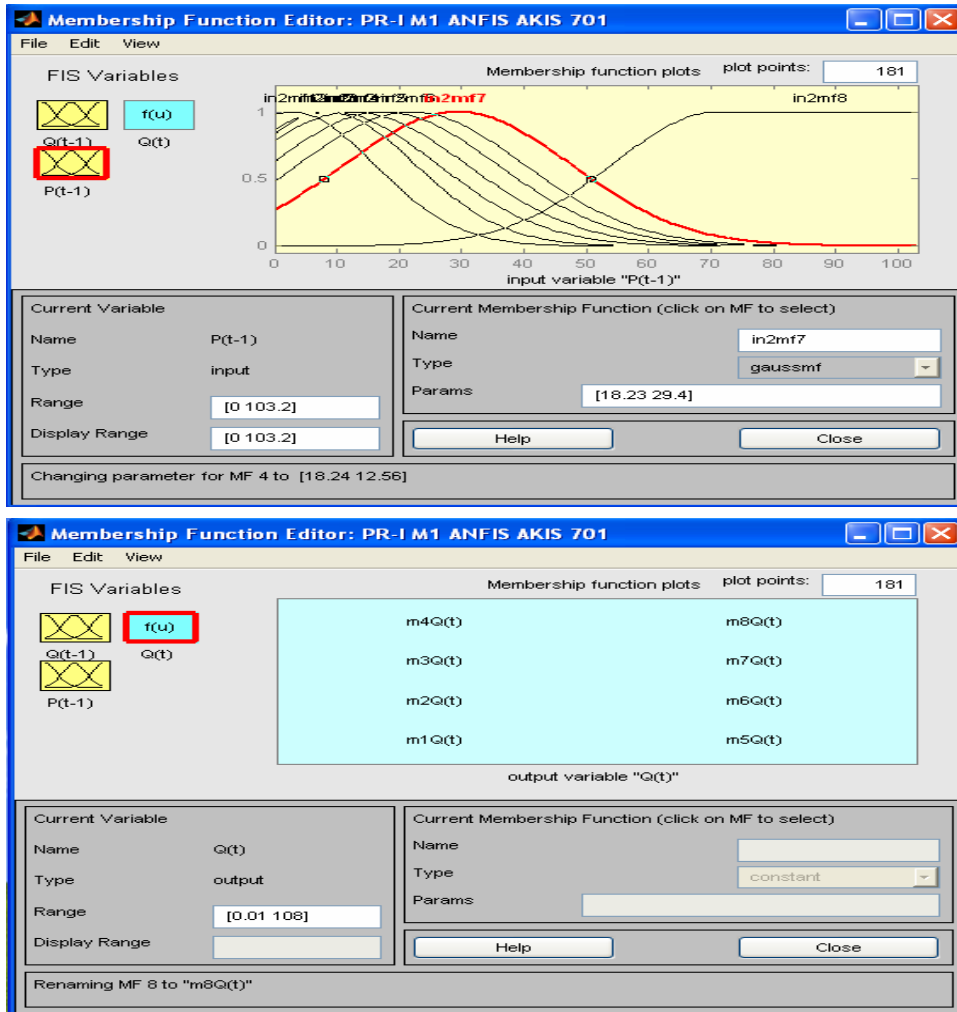 Membership Function Editor: PR-I M1 ANFIS AKIS 701
File Edit View
FIS Variables
Membership function plots
plot points:
181
f(u)
Q(t-1)
Q(t)
P(t-1)
in2mf7
in2mf8
1
0.5
0
0 10 20 30 40 50 60 70 80 90 100
input variable "P(t-1)"
Current Variable
Name P(t-1)
Type input
Range [0 103.2]
Display Range [0 103.2]
Current Membership Function (click on MF to select)
Name in2mf7
Type gaussmf
Params [18.23 29.4]
Help Close
Changing parameter for MF 4 to [18.24 12.56]
Membership Function Editor: PR-I M1 ANFIS AKIS 701
File Edit View
FIS Variables
Membership function plots
plot points:
181
f(u)
Q(t-1)
Q(t)
P(t-1)
m4Q(t) m8Q(t)
m3Q(t) m7Q(t)
m2Q(t) m6Q(t)
m1Q(t) m5Q(t)
output variable "Q(t)"
Current Variable
Name Q(t)
Type output
Range [0.01 108]
Display Range
Current Membership Function (click on MF to select)
Name
Type constant
Params
Help Close
Renaming MF 8 to "m8Q(t)"